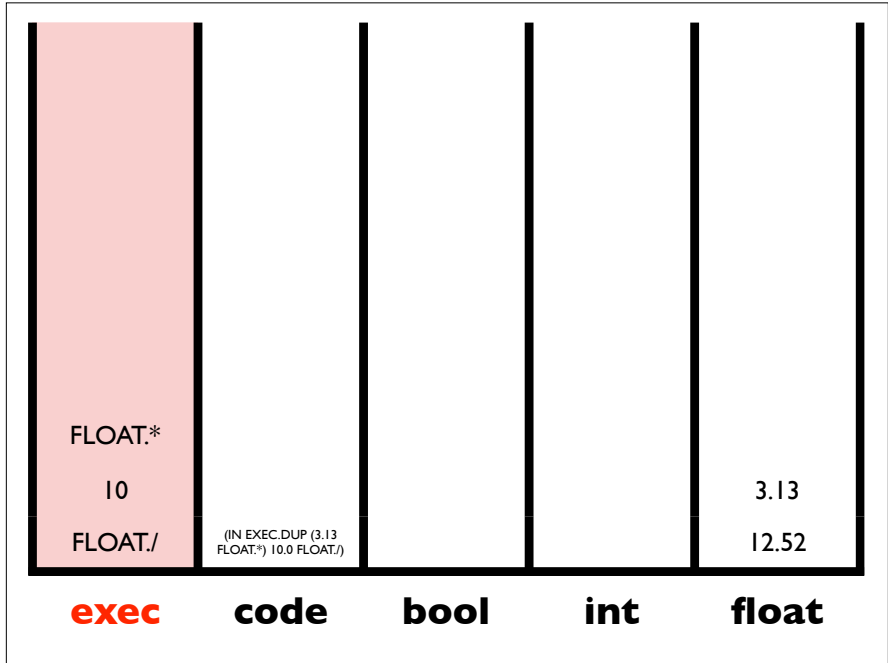 FLOAT.*
10 3.13
FLOAT./ (IN EXEC.DUP (3.13 12.52
FLOAT.*) 10.0 FLOAT./)
exec code bool int float